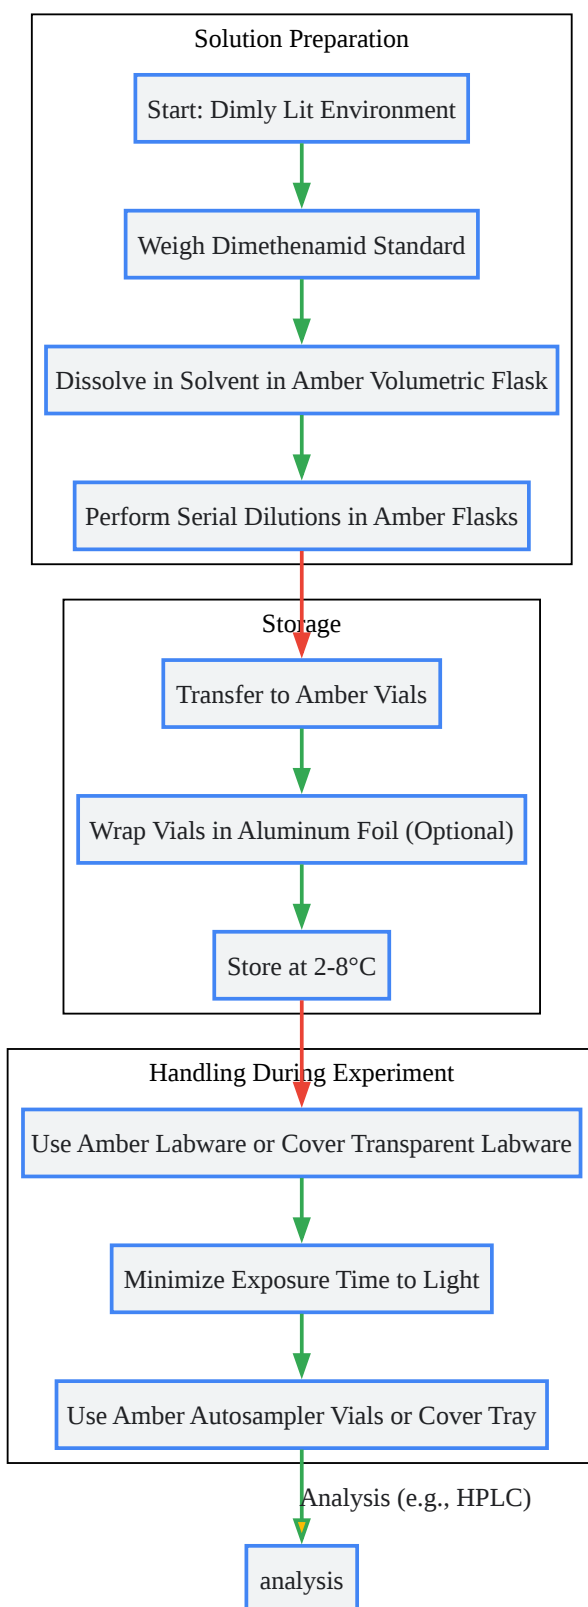 Solution Preparation
Start: Dimly Lit Environment
Weigh Dimethenamid Standard
Dissolve in Solvent in Amber Volumetric Flask
Perform Serial Dilutions in Amber Flasks
Storage
Transfer to Amber Vials
Wrap Vials in Aluminum Foil (Optional)
Store at 2-8°C
Handling During Experiment
Use Amber Labware or Cover Transparent Labware
Minimize Exposure Time to Light
Use Amber Autosampler Vials or Cover Tray
Analysis (e.g., HPLC)
analysis